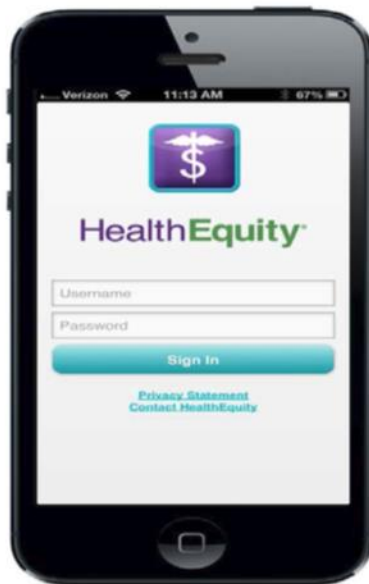 Verizon 11:13 AM 67%
HealthEquity
Username
Password
Sign In
Privacy Statement
Contact HealthEquity